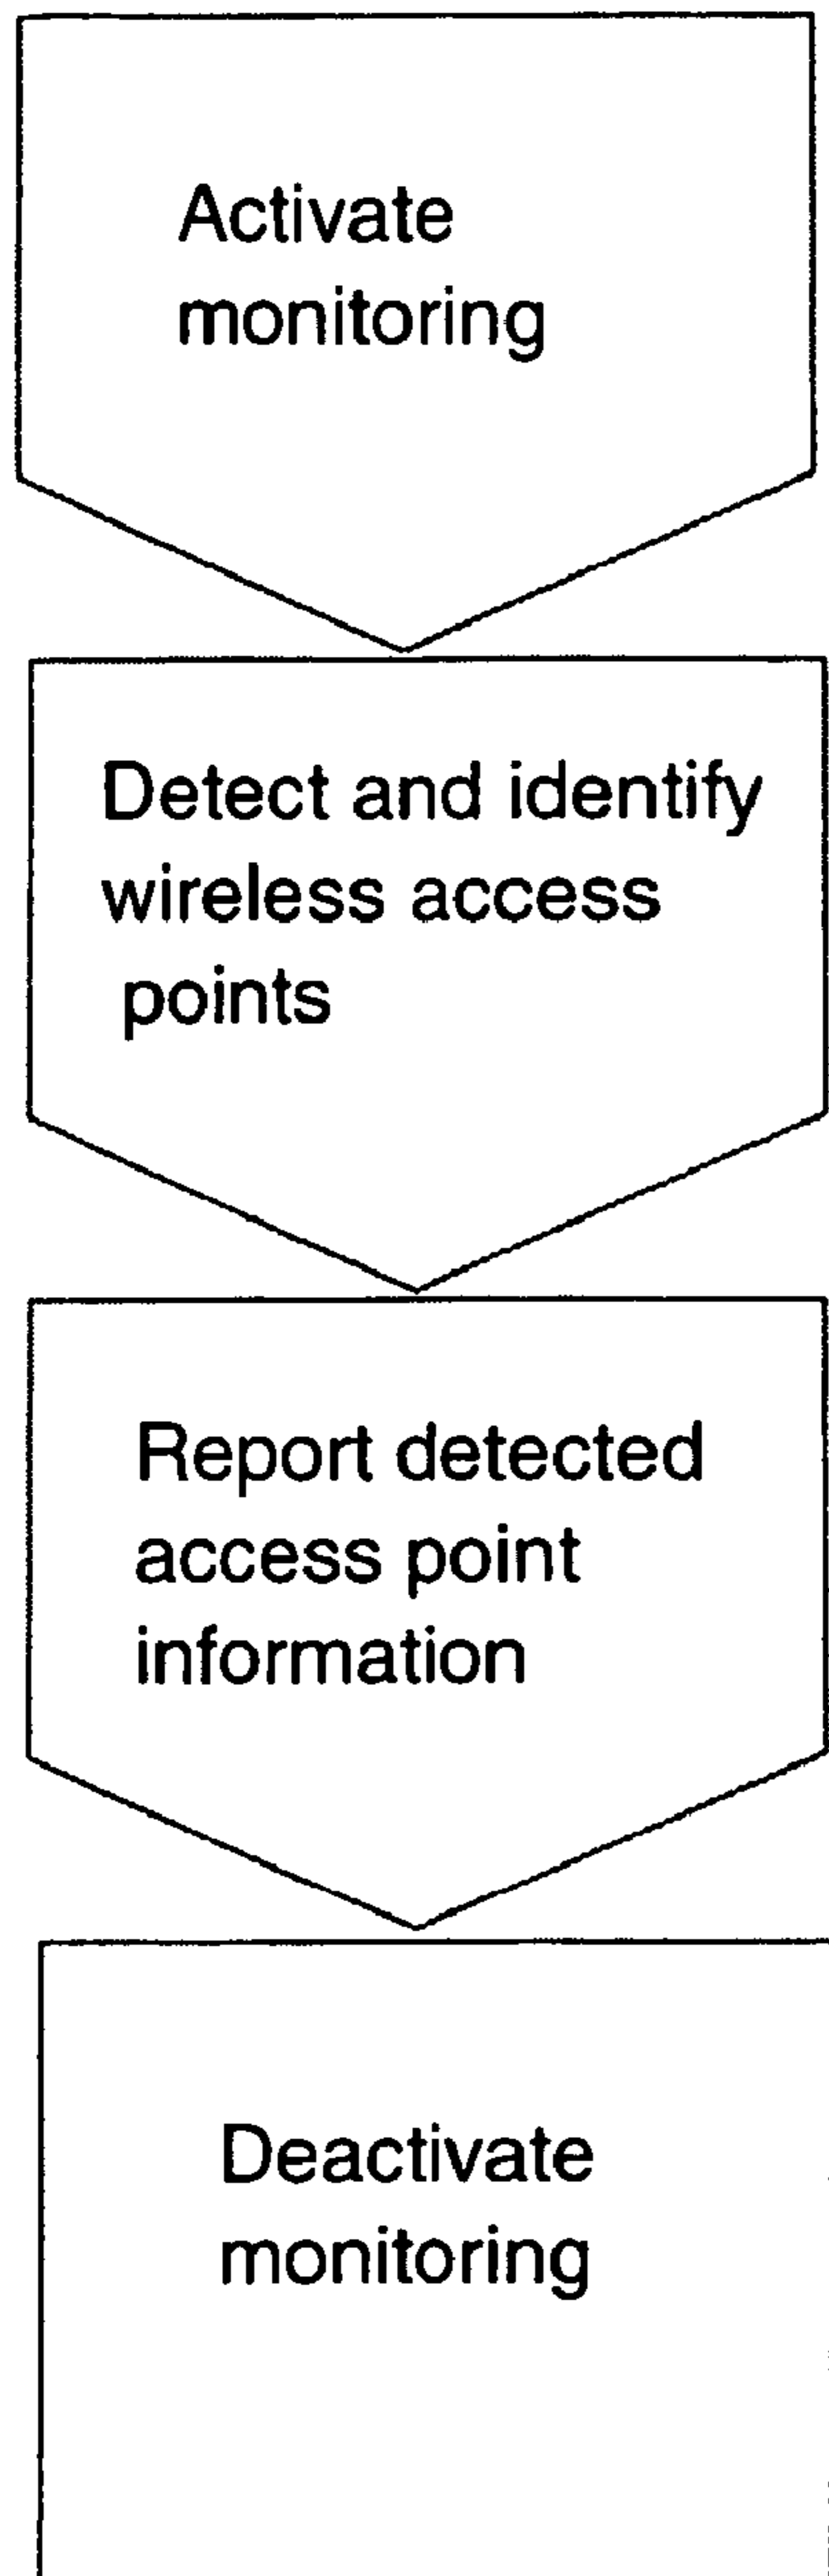 Activate
monitoring
Detect and identify
wireless access
points
Report detected
access point
information
Deactivate
monitoring